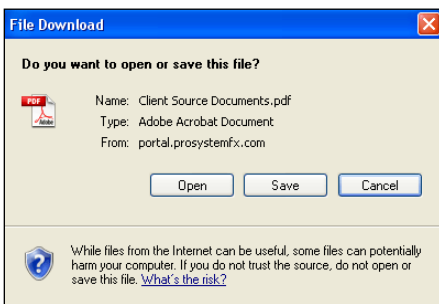 File Download
Do you want to open or save this file?
PDF
Adobe
Name: Client Source Documents.pdf
Type: Adobe Acrobat Document
From: portal.prosystemfx.com
Open Save Cancel
While files from the Internet can be useful, some files can potentially
harm your computer. If you do not trust the source, do not open or
save this file. What's the risk?